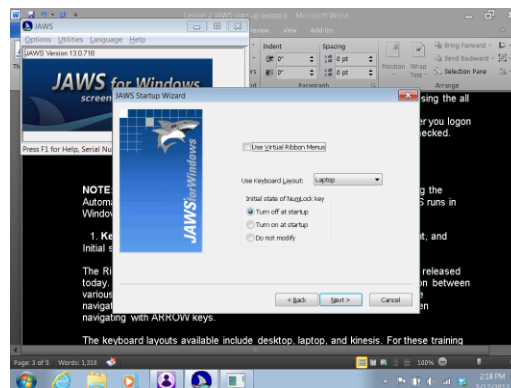 Lesson 2 JAWS start up wizzard - Microsoft Word
JAWS
Options Utilities Language Help
JAWS Version 13.0.718
JAWS for Windows
screen
Press F1 for Help, Serial Nu
eview View Add-Ins
Indent Spacing
0" 0 pt
0" 0 pt
Paragraph
Position Wrap Text
Bring Forward
Send Backward
Selection Pane
Arrange
JAWS Startup Wizard
JAWS for Windows
Use Virtual Ribbon Menus
Use Keyboard Layout: Laptop
Initial state of NumLock key
Turn off at startup
Turn on at startup
Do not modify
< Back Next > Cancel
sing the all
er you logon
ecked.
NOTE:
g the
Autom
S runs in
Window
1. Ke
t, and
Initial s
The Ri
released
today.
on between
various
e
navigat
en
navigating with ARROW keys.
The keyboard layouts available include desktop, laptop, and kinesis. For these training
Page: 3 of 5 Words: 1,318
100%
2:18 PM